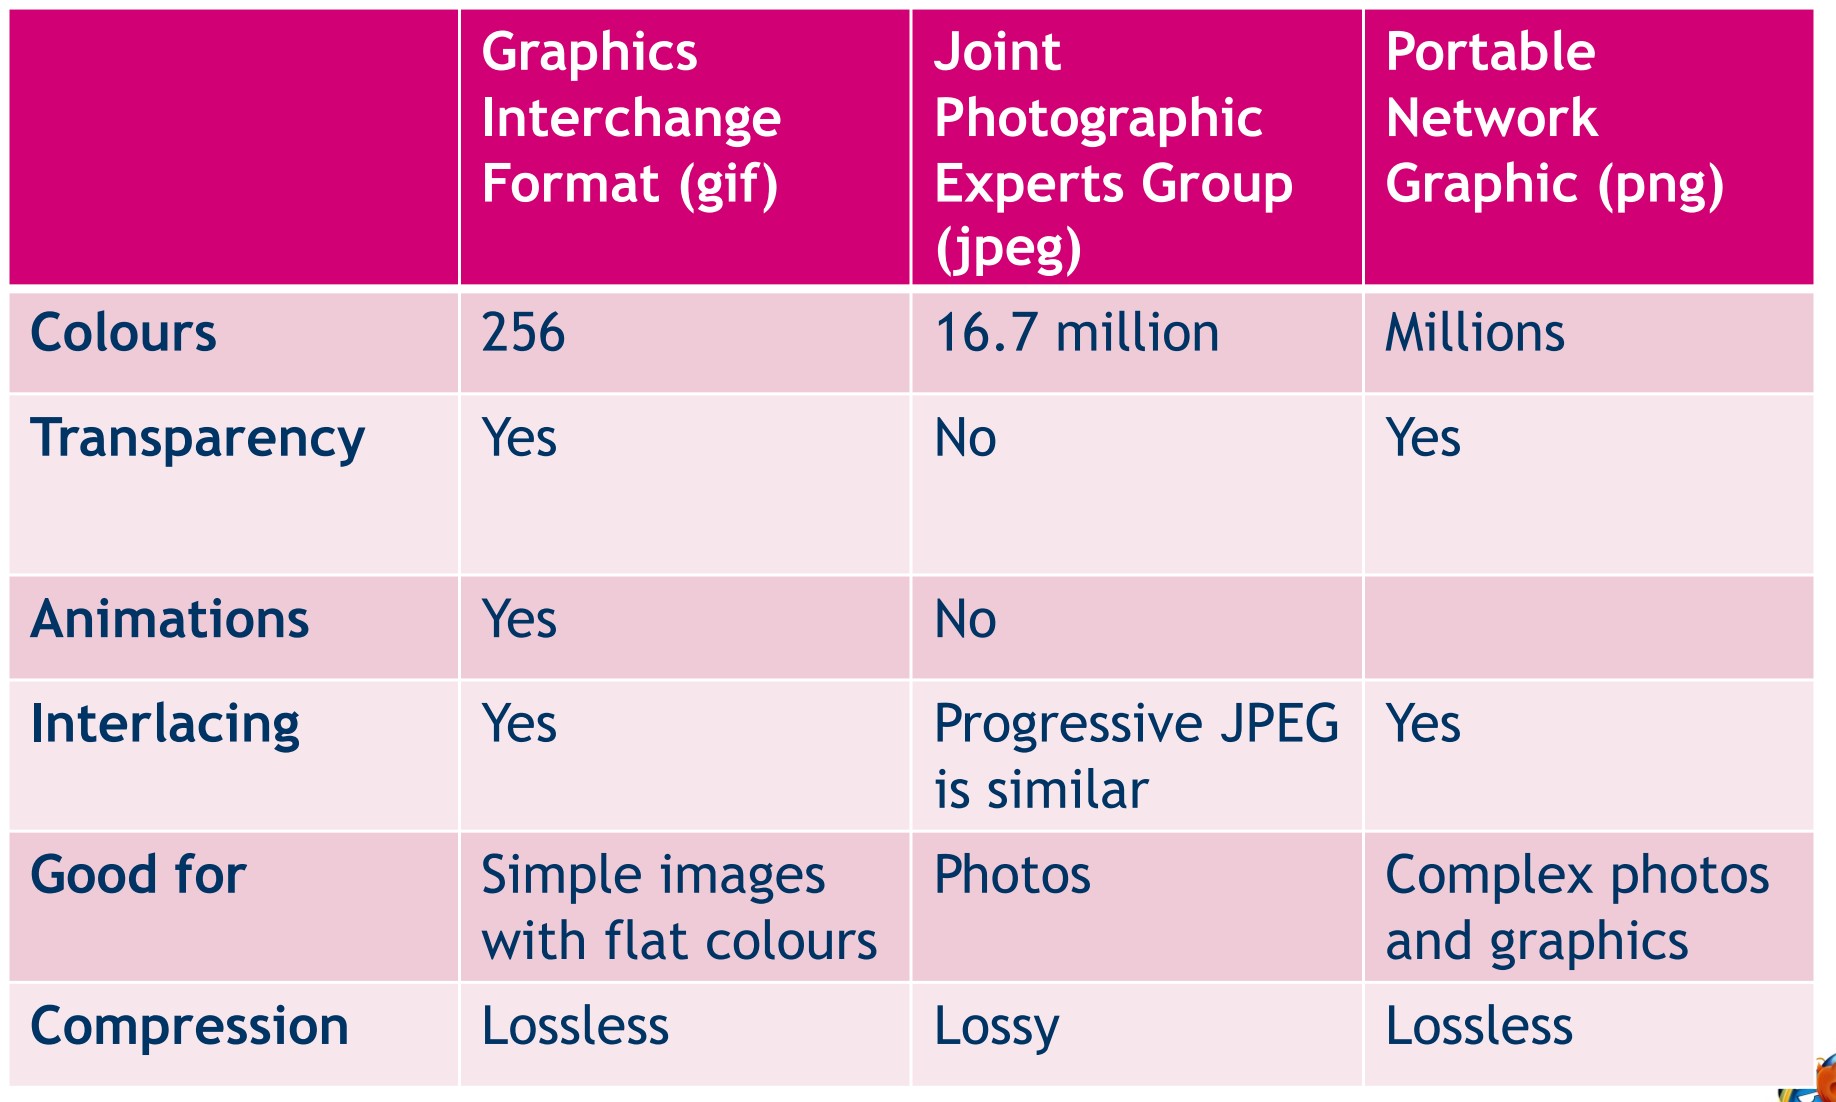 Graphics
Interchange
Format (gif)
Joint
Photographic
Experts Group
(jpeg)
Portable
Network
Graphic (png)
Colours
256
16.7 million
Millions
Transparency
Yes
No
Yes
Animations
Yes
No
Interlacing
Yes
Progressive JPEG
is similar
Yes
Good for
Simple images
with flat colours
Photos
Complex photos
and graphics
Compression
Lossless
Lossy
Lossless